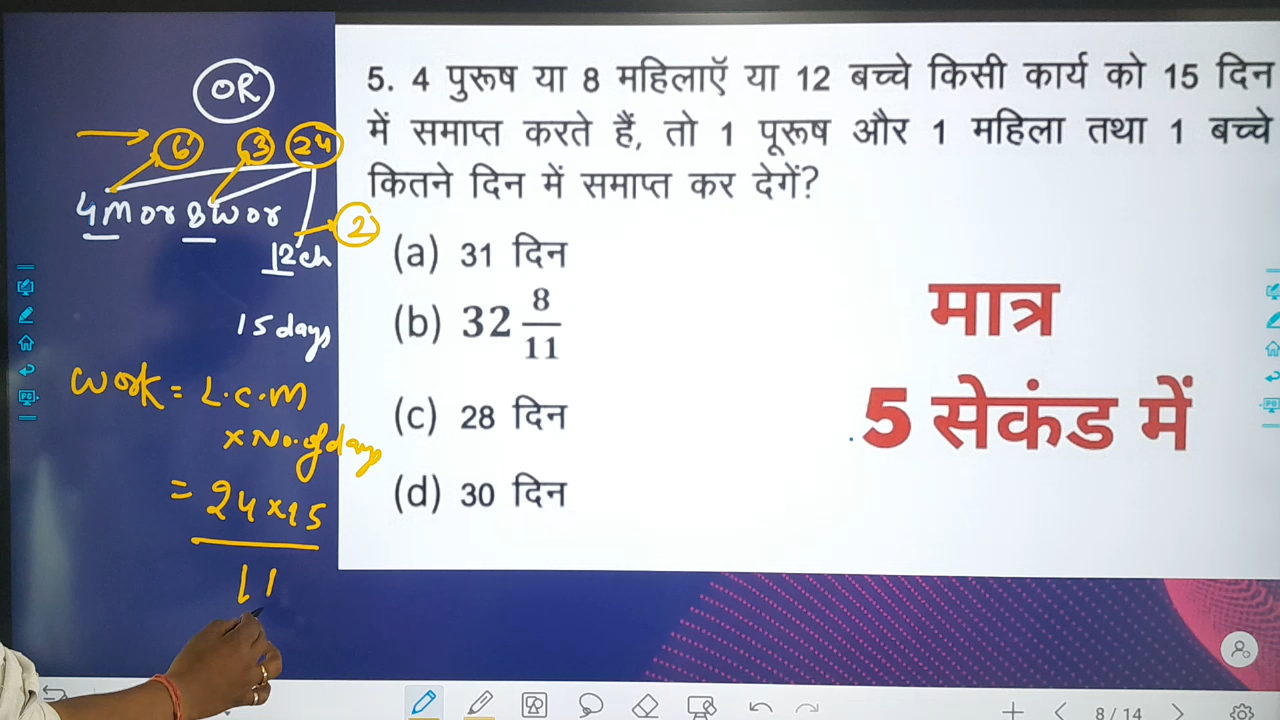 OR
6 3 24
4M or 8w or
2
12ch
15 days
Work = L.C.M
× No. of days
= 24×15
11
5. 4 पुरूष या 8 महिलाएँ या 12 बच्चे किसी कार्य को 15 दिन
में समाप्त करते हैं, तो 1 पूरूष और 1 महिला तथा 1 बच्चे
कितने दिन में समाप्त कर देगें?
(a) 31 दिन
(b) 32 8/11
(c) 28 दिन
(d) 30 दिन
मात्र
5 सेकंड में
8 / 14